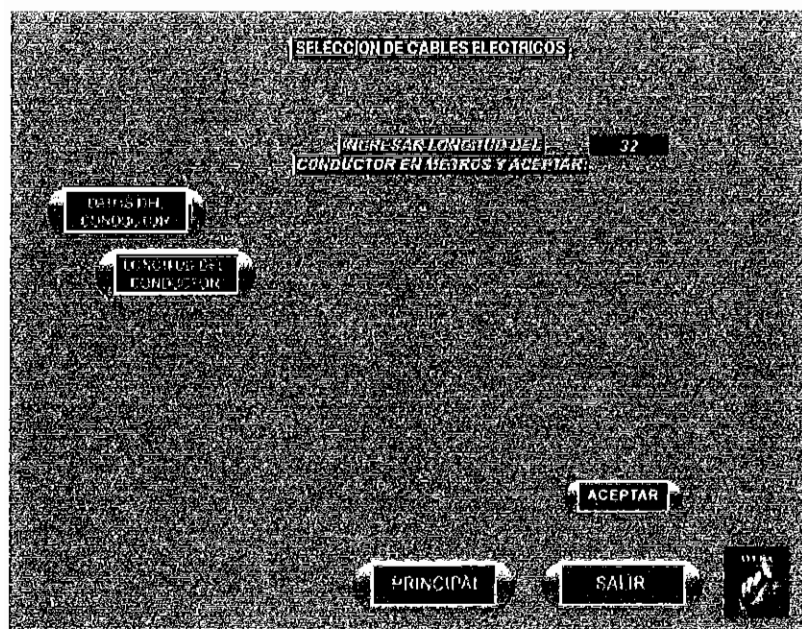 SELECCION DE CABLES ELECTRICOS
INGRESAR LONGITUD DEL
32
CONDUCTOR EN METROS Y ACEPTAR:
DATOS DEL
CONDUCTOR
LONGITUD DEL
CONDUCTOR
ACEPTAR
PRINCIPAL
SALIR